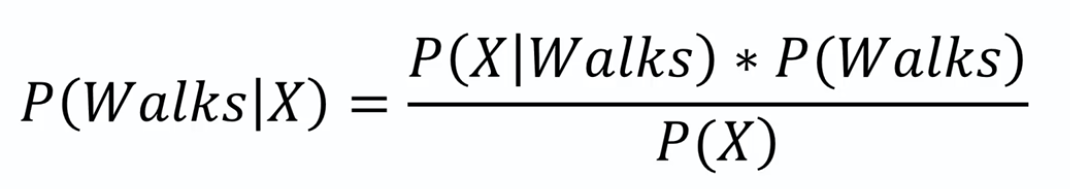 P(Walks|X) = P(X|Walks) * P(Walks) / P(X)